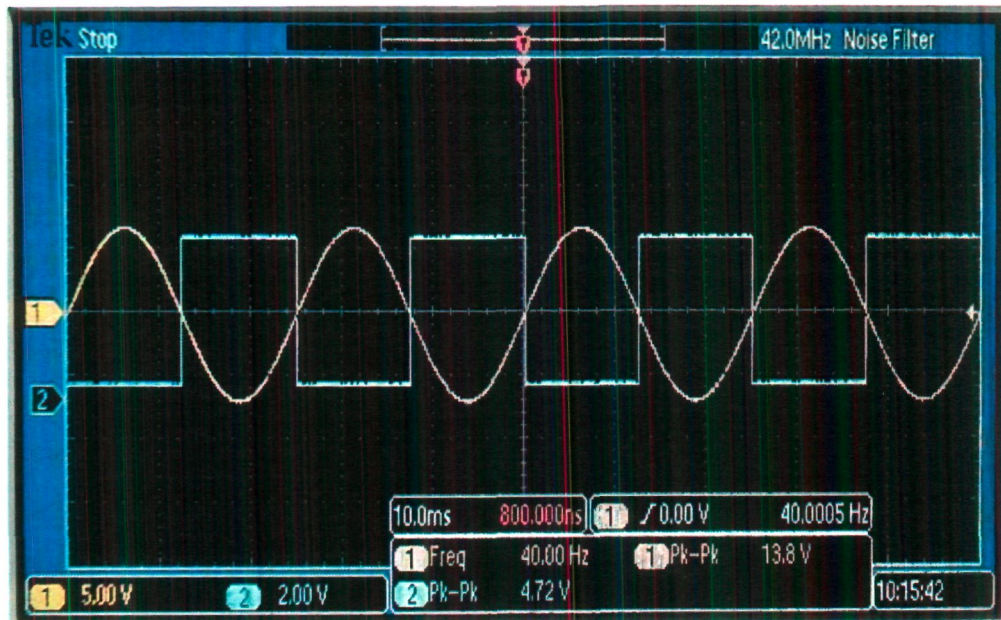 Tek Stop
42.0MHz Noise Filter
1
2
10.0ms 800.000ns
1 0.00 V 40.0005 Hz
1 Freq 40.00 Hz 1 Pk-Pk 13.8 V
2 Pk-Pk 4.72 V
1 5.00 V 2 2.00 V
10:15:42